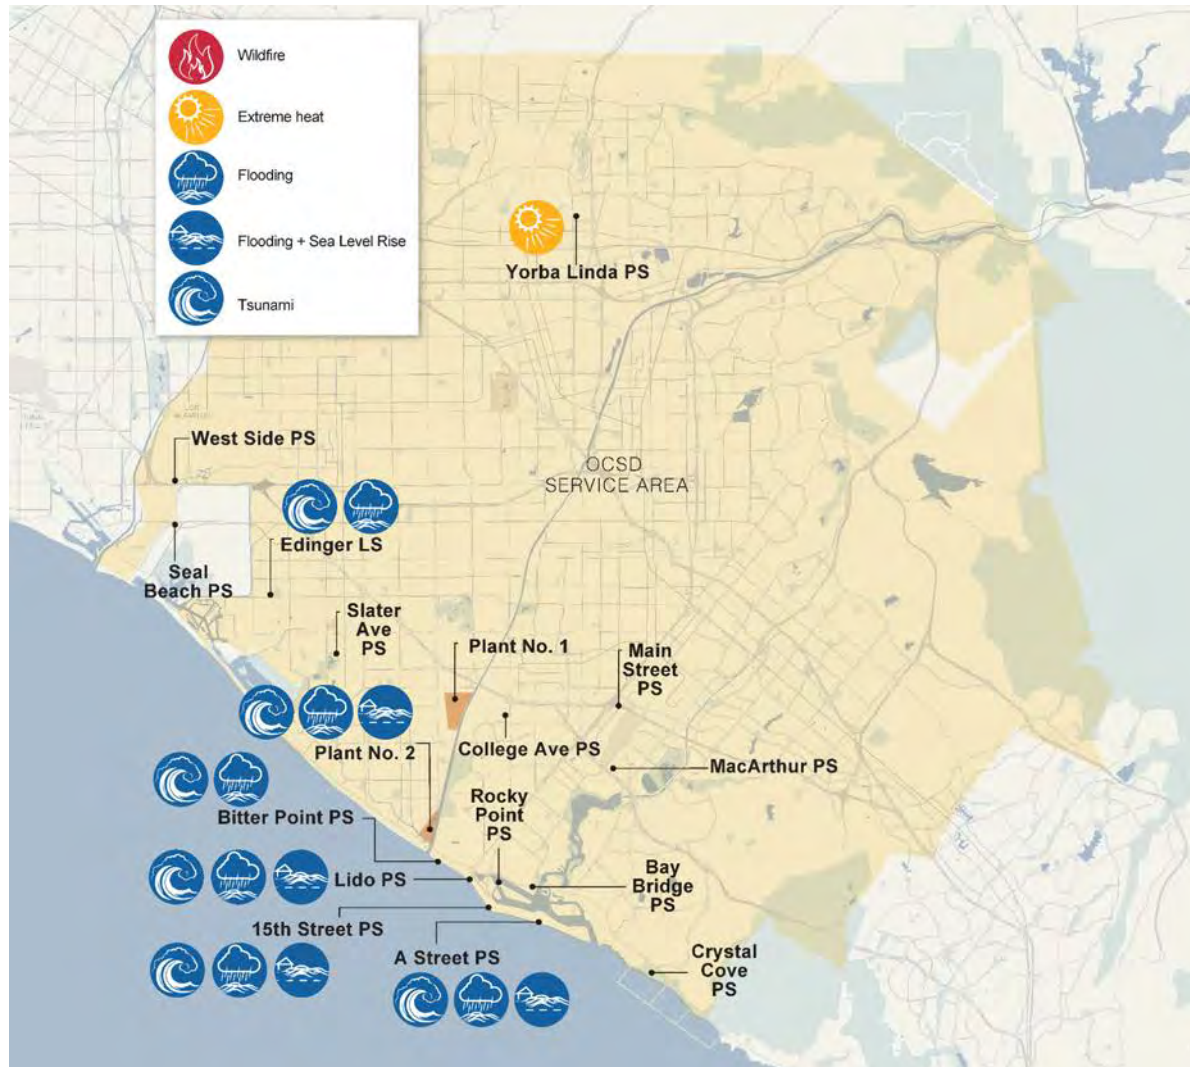 Wildfire
Extreme heat
Flooding
Flooding + Sea Level Rise
Tsunami
Yorba Linda PS
OCSD
SERVICE AREA
West Side PS
Edinger LS
Seal
Beach PS
Slater
Ave
PS
Plant No. 1
Main
Street
PS
College Ave PS
Plant No. 2
MacArthur PS
Rocky
Point
PS
Bitter Point PS
Bay
Bridge
PS
Lido PS
15th Street PS
A Street PS
Crystal
Cove
PS